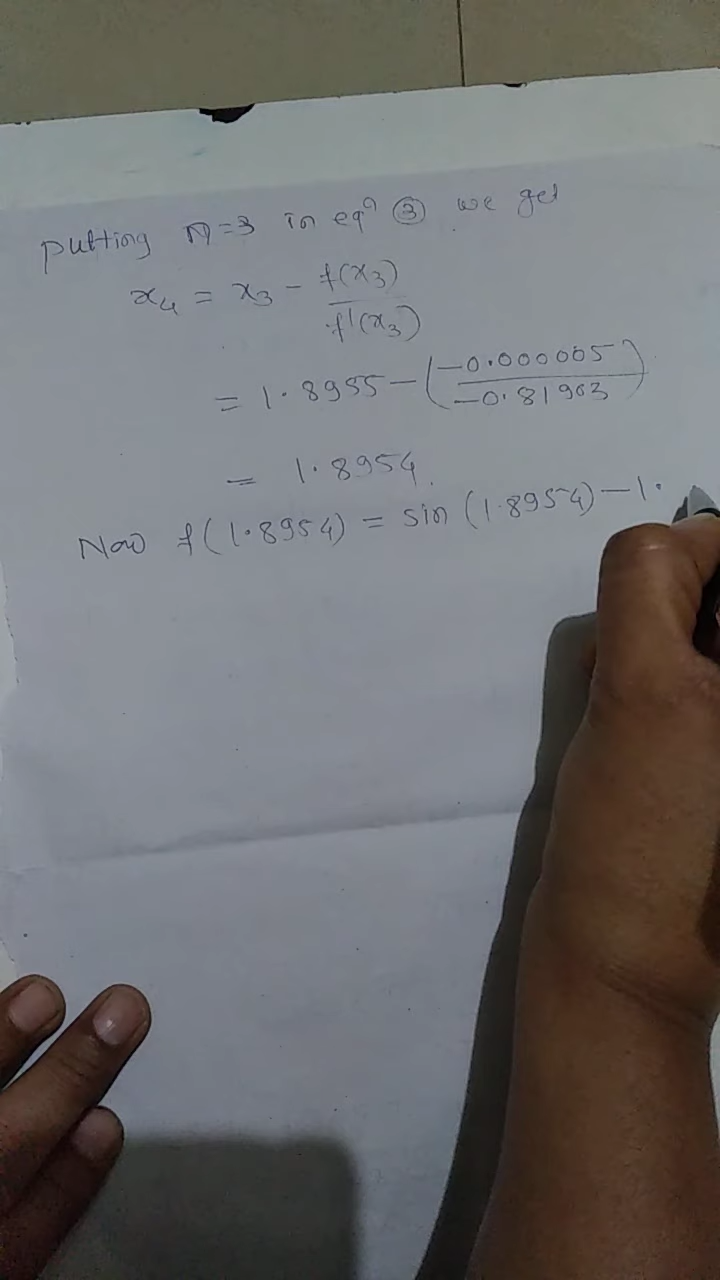 putting n=3 in eqⁿ ③ we get
x₄ = x₃ - f(x₃)/f'(x₃)
= 1.8955 - (-0.000005/-0.81903)
= 1.8954.
Now f(1.8954) = sin (1.8954) - 1.